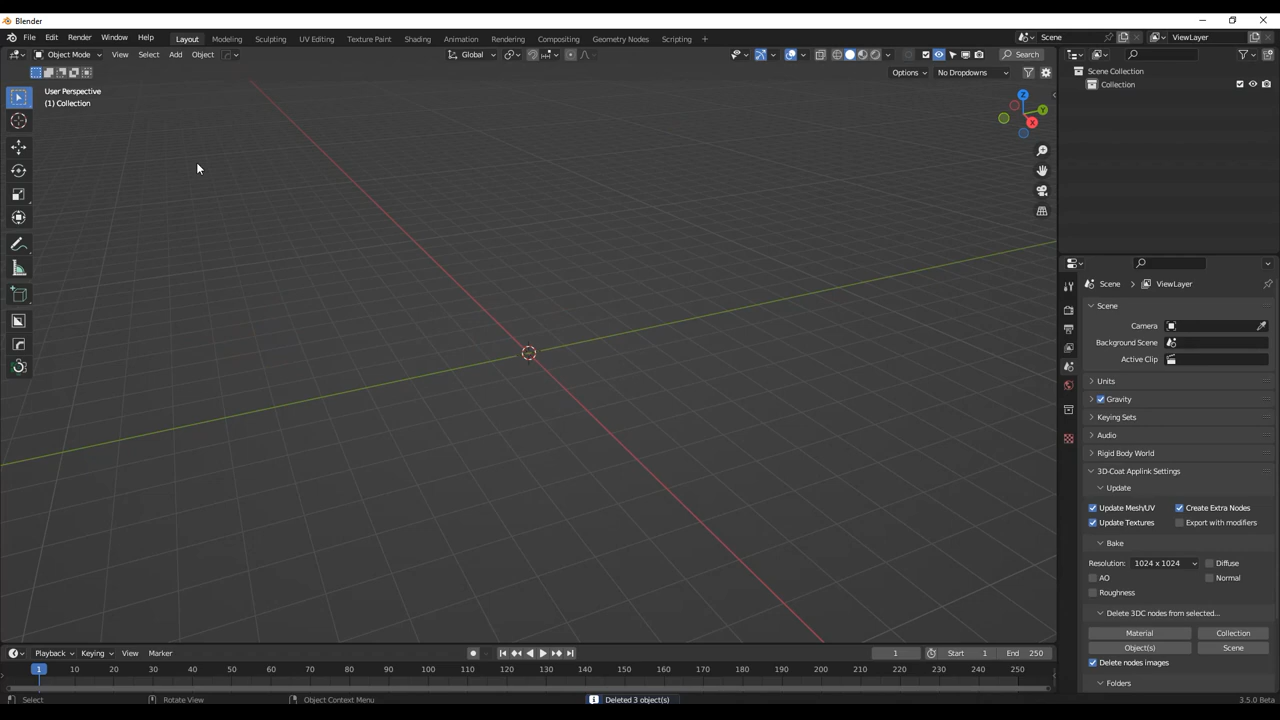 Blender
File Edit Render Window Help Layout Modeling Sculpting UV Editing Texture Paint Shading Animation Rendering Compositing Geometry Nodes Scripting + Scene ViewLayer
Object Mode View Select Add Object Global Search
Options No Dropdowns
User Perspective
(1) Collection
Z
Y
X
Scene Collection
Collection
Scene ViewLayer
Scene
Camera
Background Scene
Active Clip
Units
Gravity
Keying Sets
Audio
Rigid Body World
3D-Coat Applink Settings
Update
Update Mesh/UV Create Extra Nodes
Update Textures Export with modifiers
Bake
Resolution: 1024 x 1024 Diffuse
AO Normal
Roughness
Delete 3DC nodes from selected...
Material Collection
Object(s) Scene
Delete nodes images
Folders
Playback Keying View Marker 1 Start 1 End 250
1 10 20 30 40 50 60 70 80 90 100 110 120 130 140 150 160 170 180 190 200 210 220 230 240 250
Select Rotate View Object Context Menu Deleted 3 object(s) 3.5.0 Beta